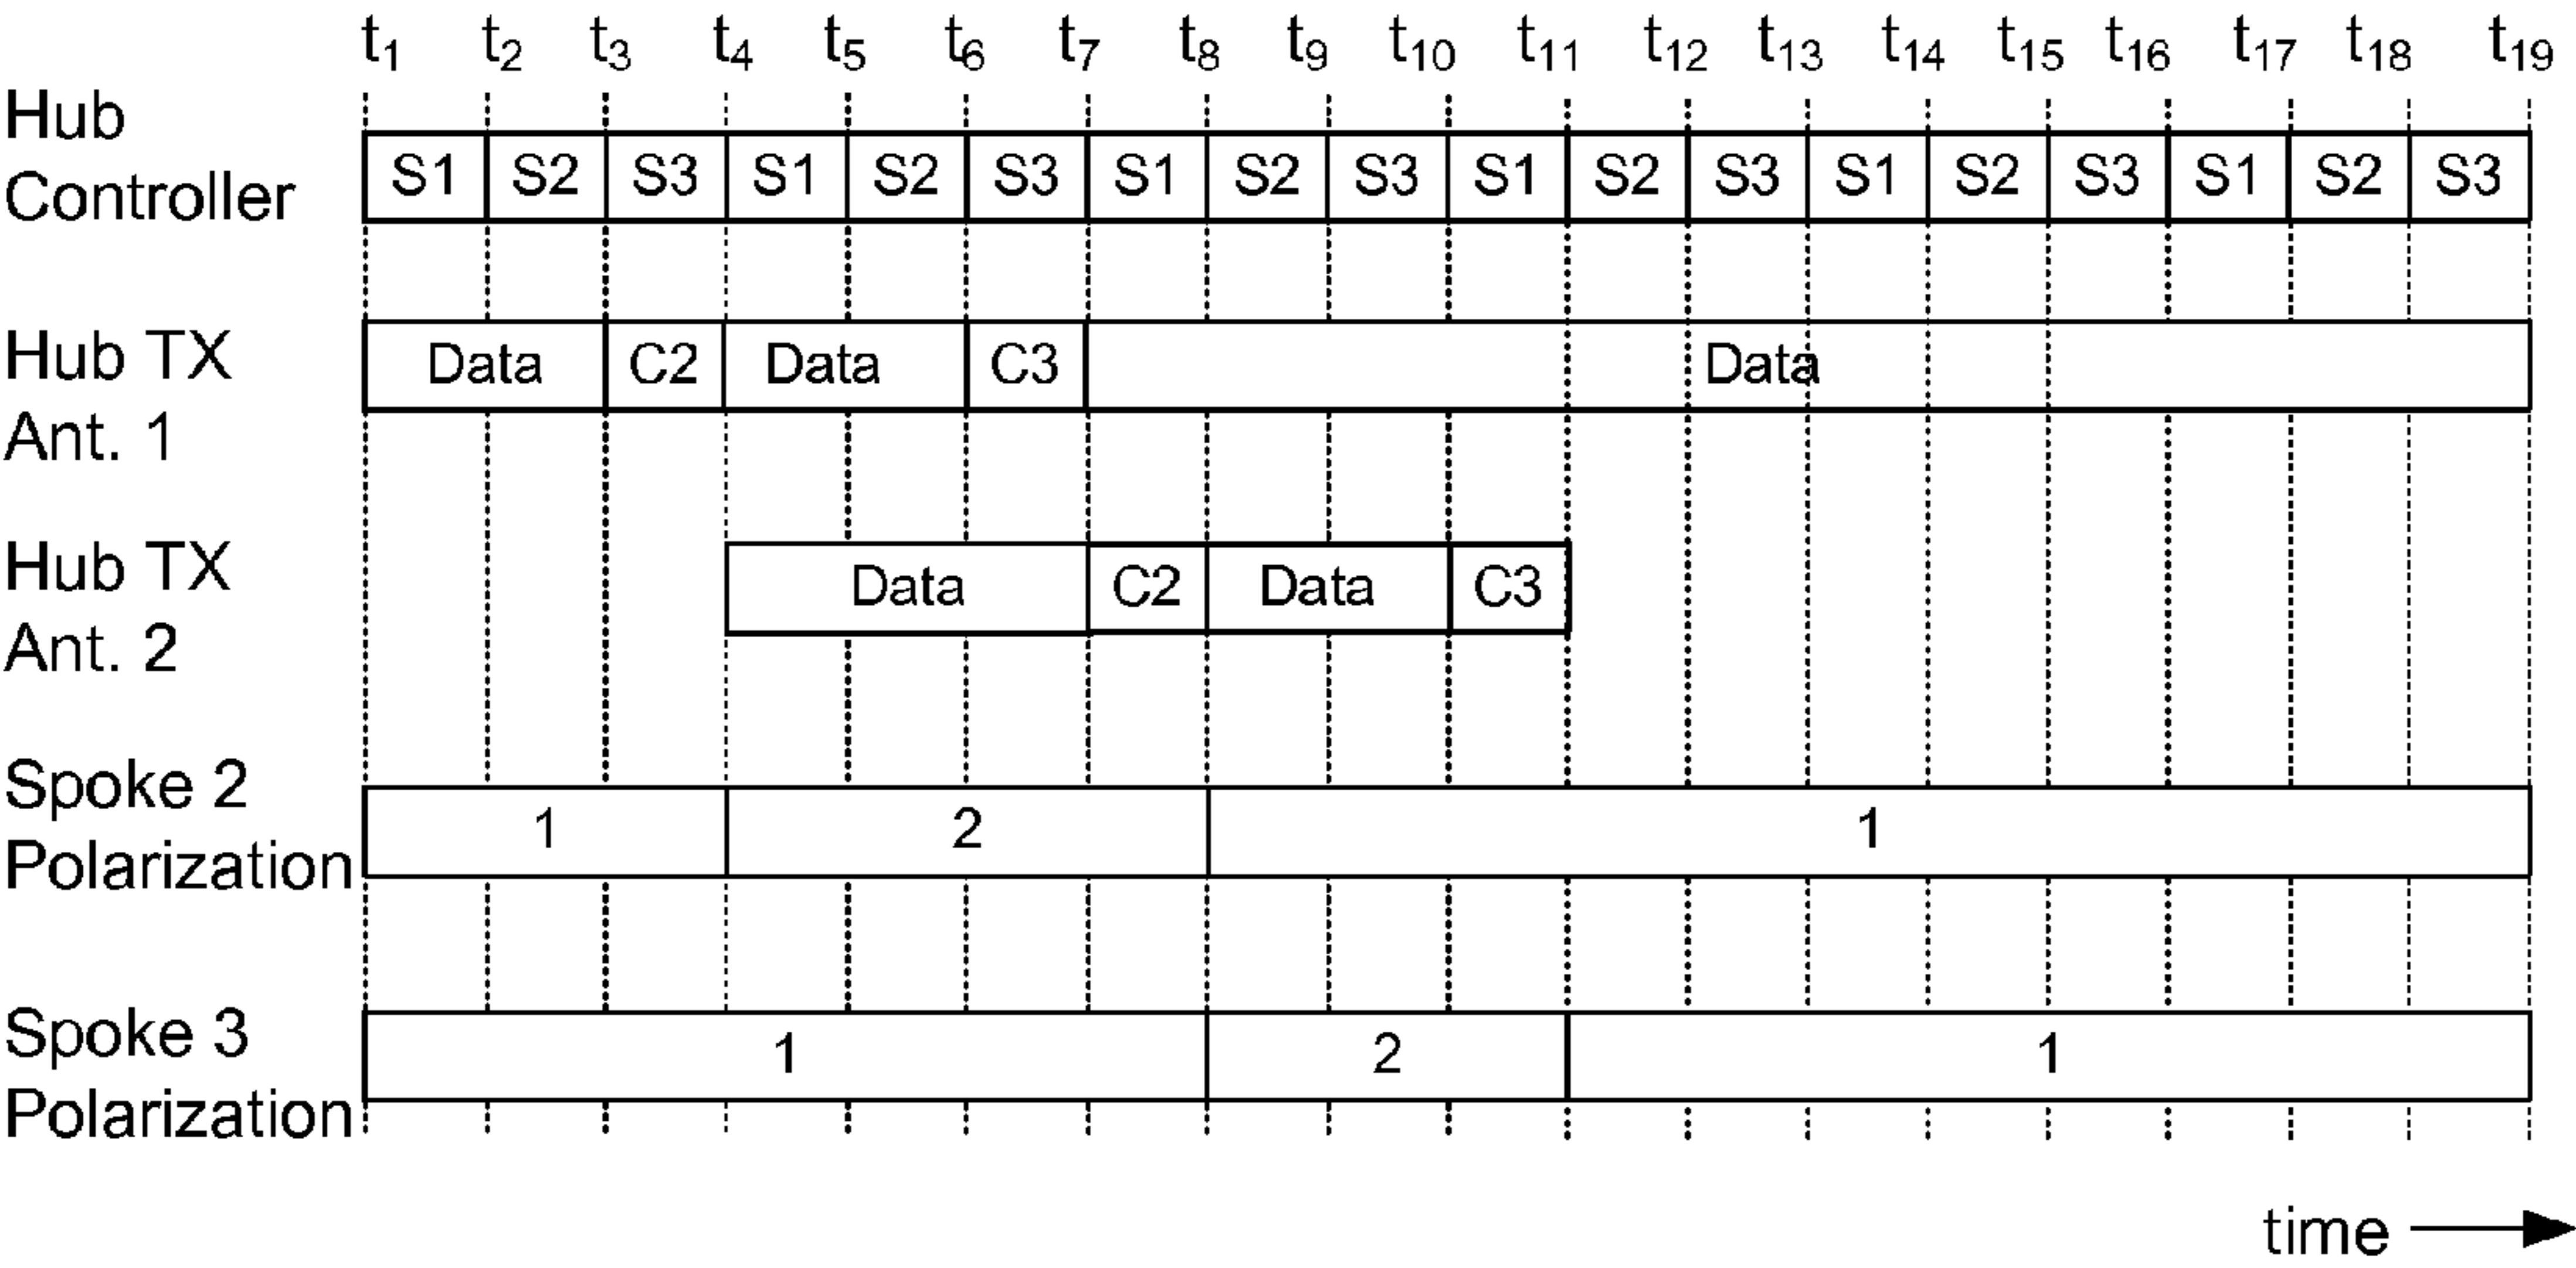 t1 t2 t3 t4 t5 t6 t7 t8 t9 t10 t11 t12 t13 t14 t15 t16 t17 t18 t19
Hub
Controller
S1 S2 S3 S1 S2 S3 S1 S2 S3 S1 S2 S3 S1 S2 S3 S1 S2 S3
Hub TX
Ant. 1
Data C2 Data C3 Data
Hub TX
Ant. 2
Data C2 Data C3
Spoke 2
Polarization
1 2 1
Spoke 3
Polarization
1 2 1
time